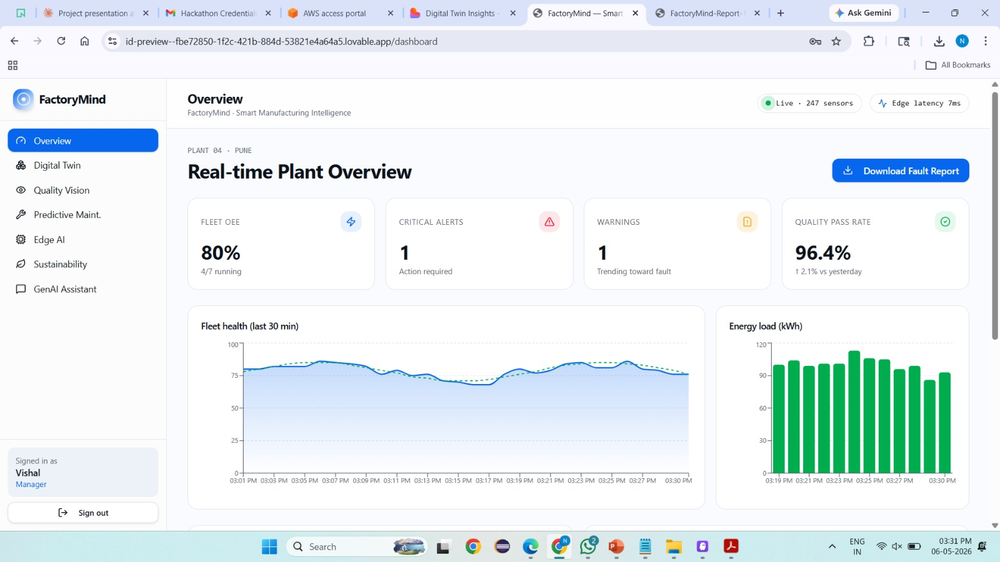 Project presentation a
Hackathon Credentials
AWS access portal
Digital Twin Insights -
FactoryMind — Smart
FactoryMind-Report-1
Ask Gemini
id-preview--fbe72850-1f2c-421b-884d-53821e4a64a5.lovable.app/dashboard
N
All Bookmarks
FactoryMind
Overview
Digital Twin
Quality Vision
Predictive Maint.
Edge AI
Sustainability
GenAI Assistant
Signed in as
Vishal
Manager
Sign out
Overview
FactoryMind · Smart Manufacturing Intelligence
Live · 247 sensors
Edge latency 7ms
PLANT 04 · PUNE
Real-time Plant Overview
Download Fault Report
FLEET OEE
80%
4/7 running
CRITICAL ALERTS
1
Action required
WARNINGS
1
Trending toward fault
QUALITY PASS RATE
96.4%
↑ 2.1% vs yesterday
Fleet health (last 30 min)
100
75
50
25
0
03:01 PM 03:03 PM 03:05 PM 03:07 PM 03:09 PM 03:11 PM 03:13 PM 03:15 PM 03:17 PM 03:19 PM 03:21 PM 03:23 PM 03:25 PM 03:27 PM 03:30 PM
Energy load (kWh)
120
90
60
30
0
03:19 PM 03:21 PM 03:23 PM 03:25 PM 03:27 PM 03:30 PM
Search
N
2
ENG
IN
03:31 PM
06-05-2026